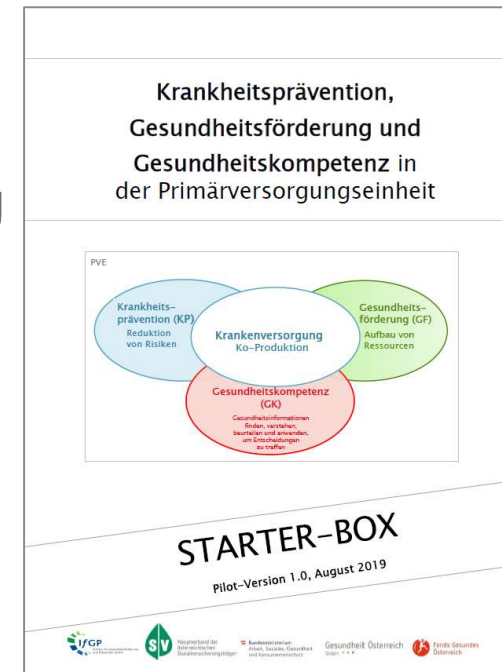 Krankheitsprävention,
Gesundheitsförderung und
Gesundheitskompetenz in
der Primärversorgungseinheit
PVE
Krankheits-
prävention (KP)
Reduktion
von Risiken
Krankenversorgung
Ko-Produktion
Gesundheits-
förderung (GF)
Aufbau von
Ressourcen
Gesundheitskompetenz
(GK)
Gesundheitsinformationen
finden, verstehen,
beurteilen und anwenden,
um Entscheidungen
zu treffen
STARTER-BOX
Pilot-Version 1.0, August 2019
IfGP
SV
Hauptverband der
österreichischen
Sozialversicherungsträger
Bundesministerium
Arbeit, Soziales, Gesundheit
und Konsumentenschutz
Gesundheit Österreich
GmbH
Fonds Gesundes
Österreich